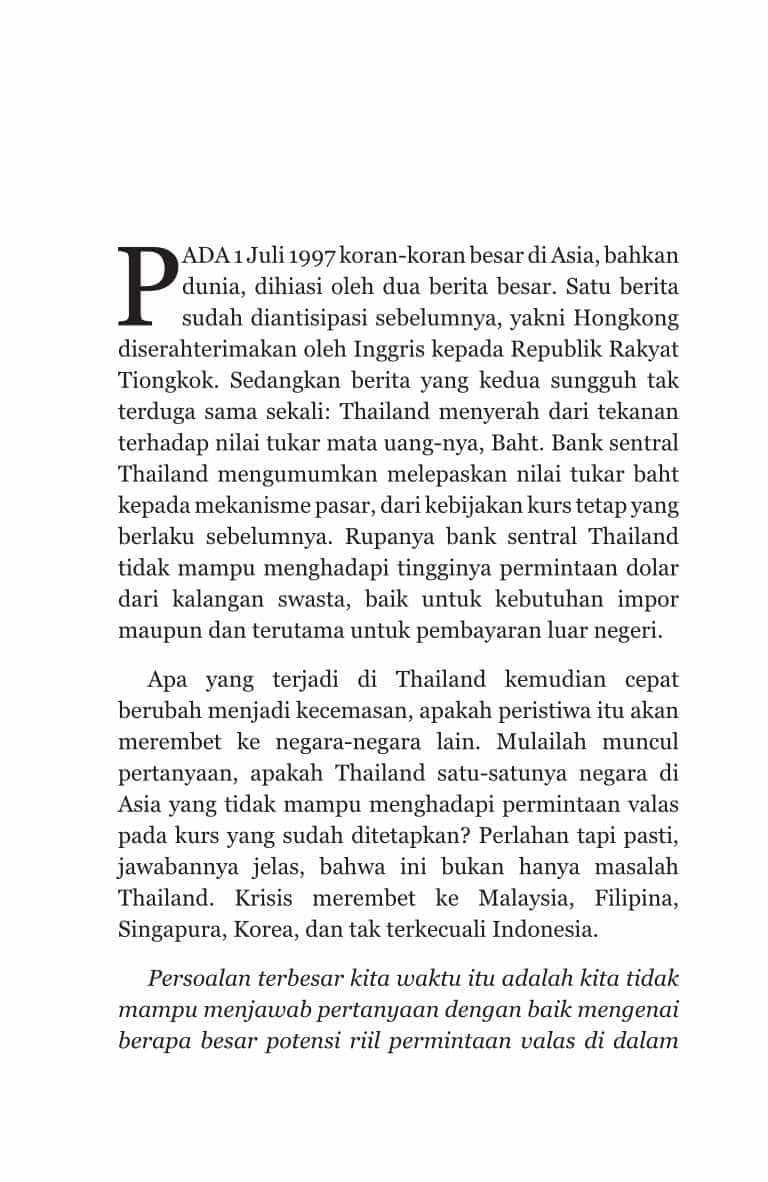 PADA 1 Juli 1997 koran-koran besar di Asia, bahkan
dunia, dihiasi oleh dua berita besar. Satu berita
sudah diantisipasi sebelumnya, yakni Hongkong
diserahterimakan oleh Inggris kepada Republik Rakyat
Tiongkok. Sedangkan berita yang kedua sungguh tak
terduga sama sekali: Thailand menyerah dari tekanan
terhadap nilai tukar mata uang-nya, Baht. Bank sentral
Thailand mengumumkan melepaskan nilai tukar baht
kepada mekanisme pasar, dari kebijakan kurs tetap yang
berlaku sebelumnya. Rupanya bank sentral Thailand
tidak mampu menghadapi tingginya permintaan dolar
dari kalangan swasta, baik untuk kebutuhan impor
maupun dan terutama untuk pembayaran luar negeri.
Apa yang terjadi di Thailand kemudian cepat
berubah menjadi kecemasan, apakah peristiwa itu akan
merembet ke negara-negara lain. Mulailah muncul
pertanyaan, apakah Thailand satu-satunya negara di
Asia yang tidak mampu menghadapi permintaan valas
pada kurs yang sudah ditetapkan? Perlahan tapi pasti,
jawabannya jelas, bahwa ini bukan hanya masalah
Thailand. Krisis merembet ke Malaysia, Filipina,
Singapura, Korea, dan tak terkecuali Indonesia.
Persoalan terbesar kita waktu itu adalah kita tidak
mampu menjawab pertanyaan dengan baik mengenai
berapa besar potensi riil permintaan valas di dalam